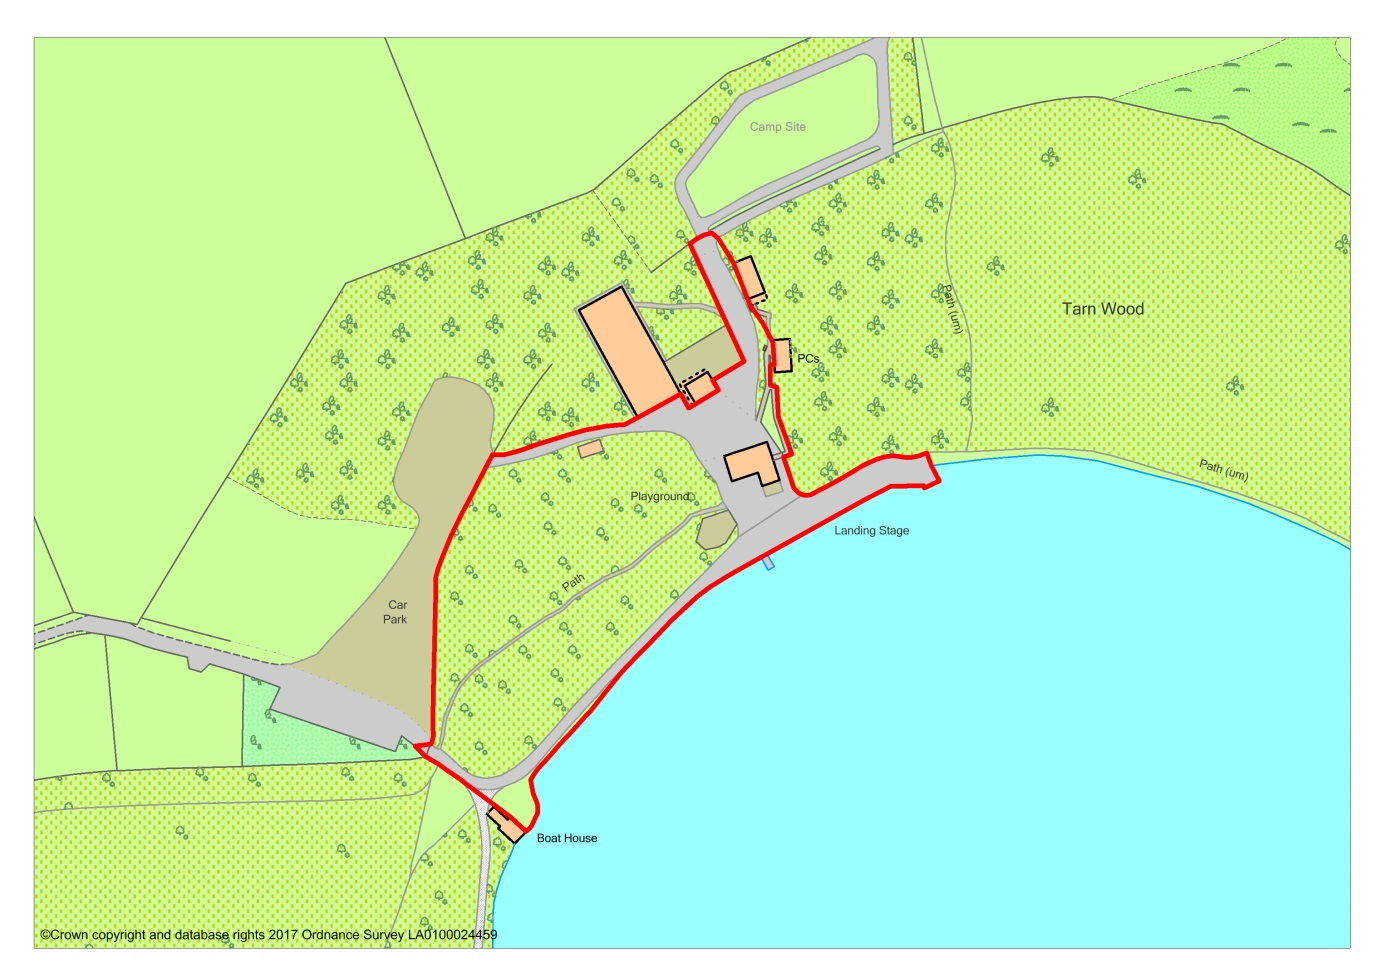 Camp Site
Tarn Wood
Path (um)
PCs
Path (um)
Playground
Landing Stage
Path
Car
Park
Boat House
©Crown copyright and database rights 2017 Ordnance Survey LA0100024459